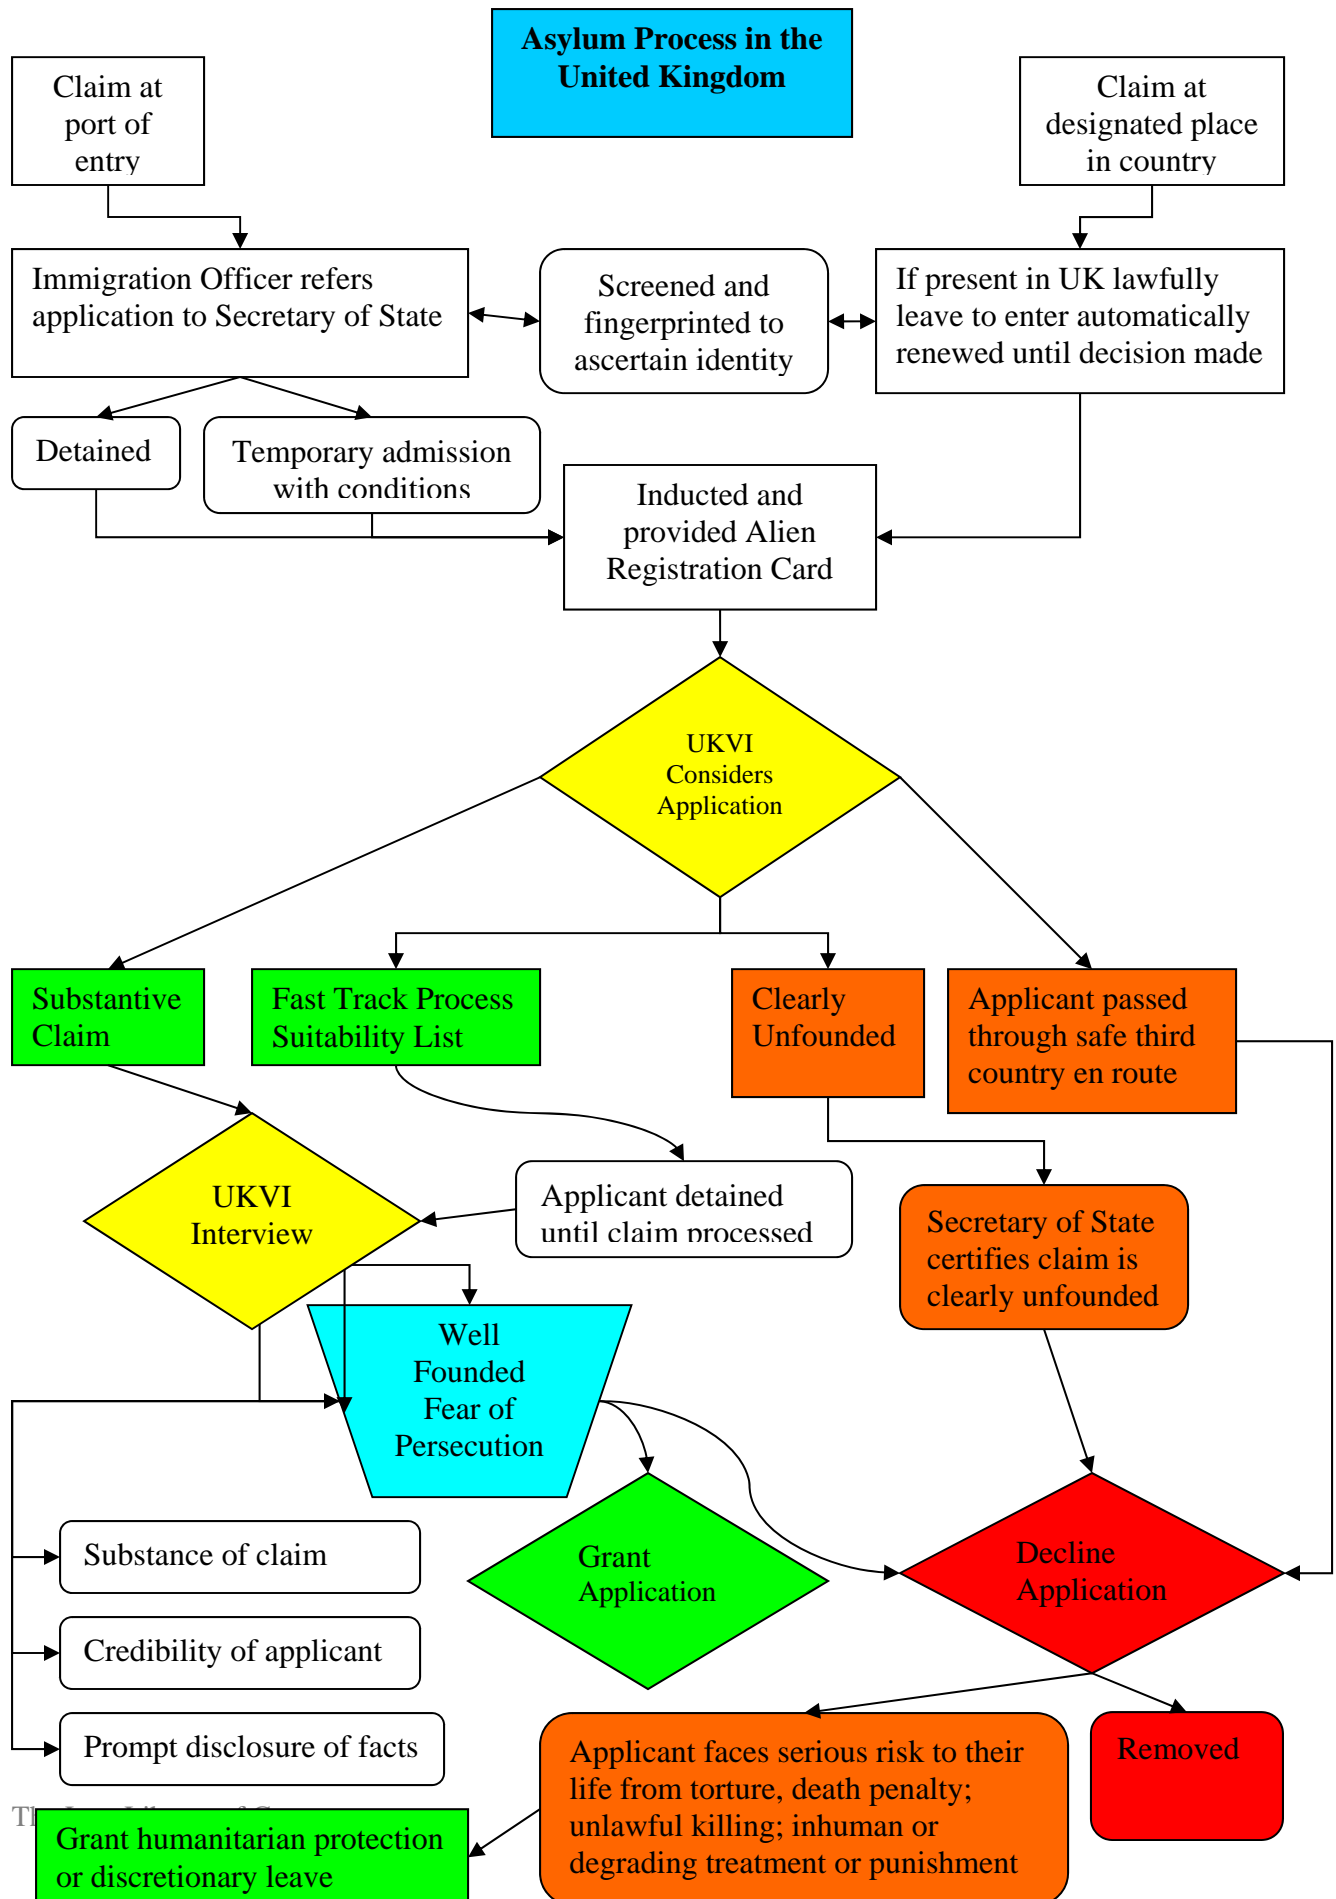 Asylum Process in the
United Kingdom
Claim at
port of
entry
Claim at
designated place
in country
Immigration Officer refers
application to Secretary of State
Screened and
fingerprinted to
ascertain identity
If present in UK lawfully
leave to enter automatically
renewed until decision made
Detained
Temporary admission
with conditions
Inducted and
provided Alien
Registration Card
UKVI
Considers
Application
Substantive
Claim
Fast Track Process
Suitability List
Clearly
Unfounded
Applicant passed
through safe third
country en route
UKVI
Interview
Applicant detained
until claim processed
Secretary of State
certifies claim is
clearly unfounded
Well
Founded
Fear of
Persecution
Grant
Application
Decline
Application
Substance of claim
Credibility of applicant
Prompt disclosure of facts
Applicant faces serious risk to their
life from torture, death penalty;
unlawful killing; inhuman or
degrading treatment or punishment
Removed
Grant humanitarian protection
or discretionary leave